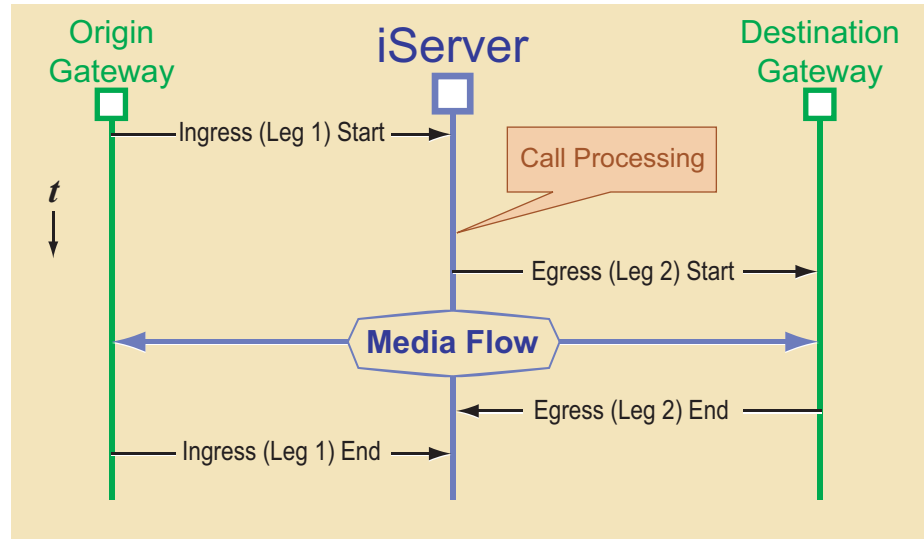 Origin
Gateway
iServer
Destination
Gateway
Ingress (Leg 1) Start
Call Processing
t
Egress (Leg 2) Start
Media Flow
Egress (Leg 2) End
Ingress (Leg 1) End